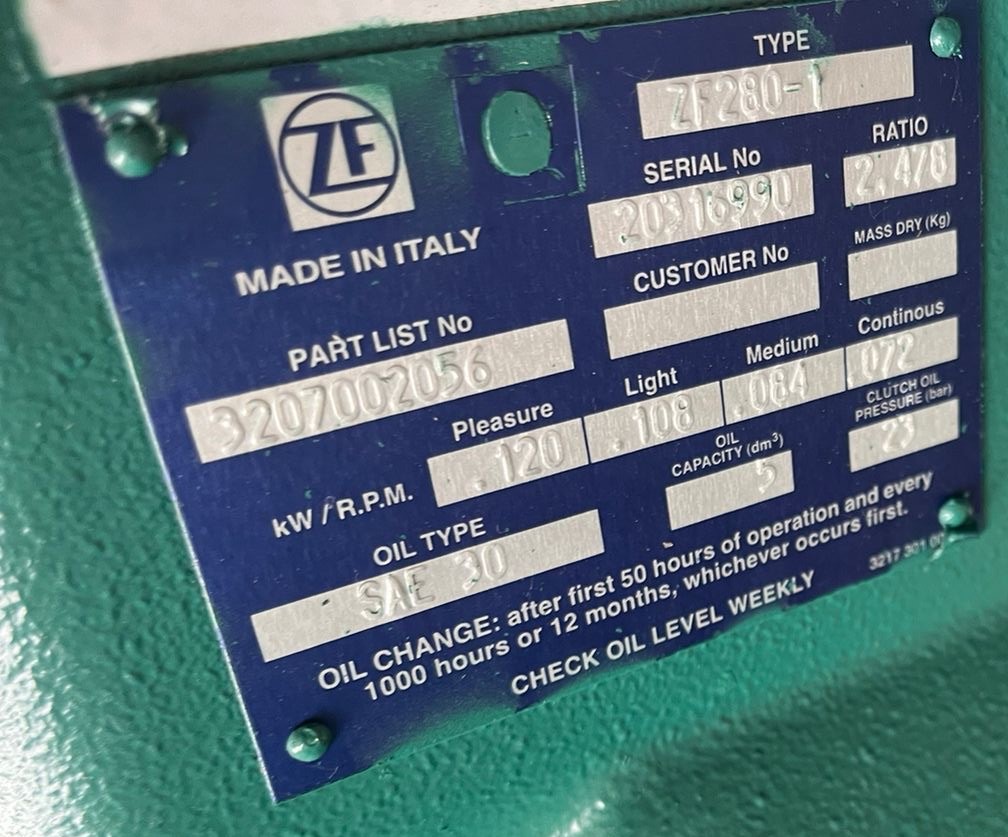 ZF
MADE IN ITALY
TYPE
ZF280-1
SERIAL No
20316990
RATIO
2,478
CUSTOMER No
MASS DRY (Kg)
PART LIST No
3207002056
kW / R.P.M.
Pleasure
.120
Light
.108
Medium
.084
Continous
.072
OIL TYPE
SAE 30
OIL
CAPACITY (dm³)
5
CLUTCH OIL
PRESSURE (bar)
23
OIL CHANGE: after first 50 hours of operation and every
1000 hours or 12 months, whichever occurs first.
CHECK OIL LEVEL WEEKLY
3217 301